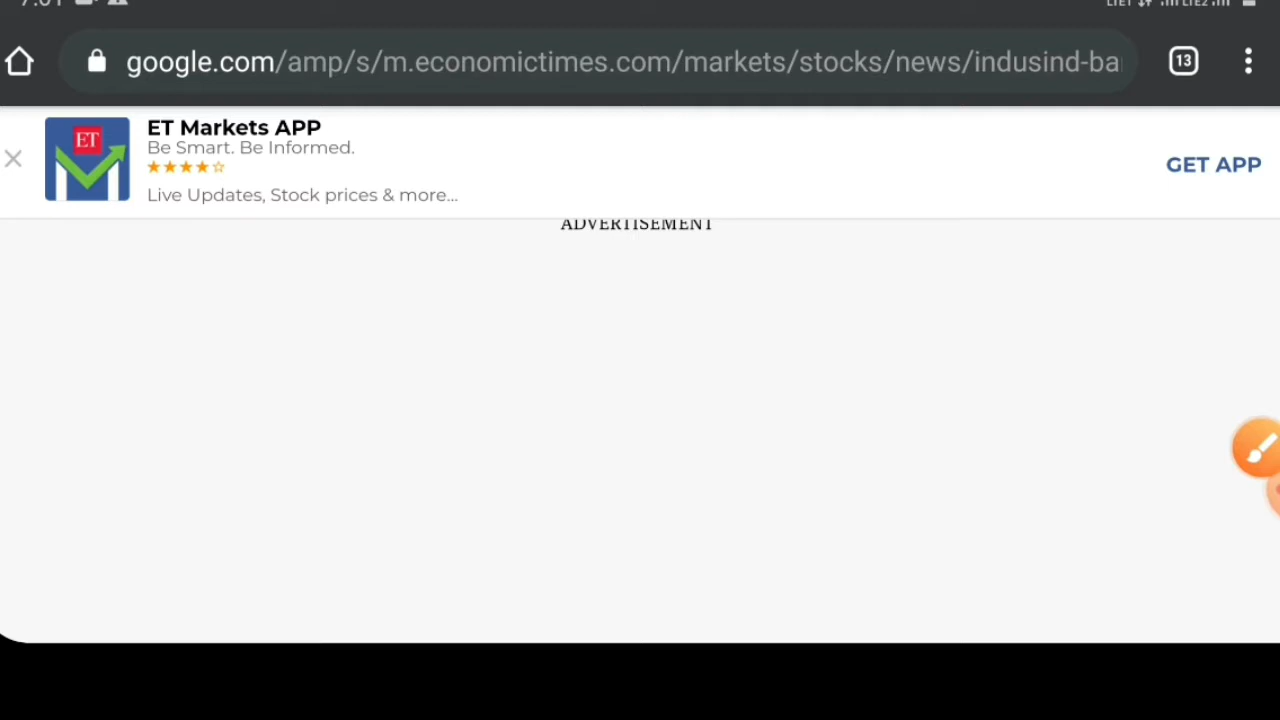 google.com/amp/s/m.economictimes.com/markets/stocks/news/indusind-ba
13
ET Markets APP
ET
Be Smart. Be Informed.
Live Updates, Stock prices & more...
GET APP
ADVERTISEMENT